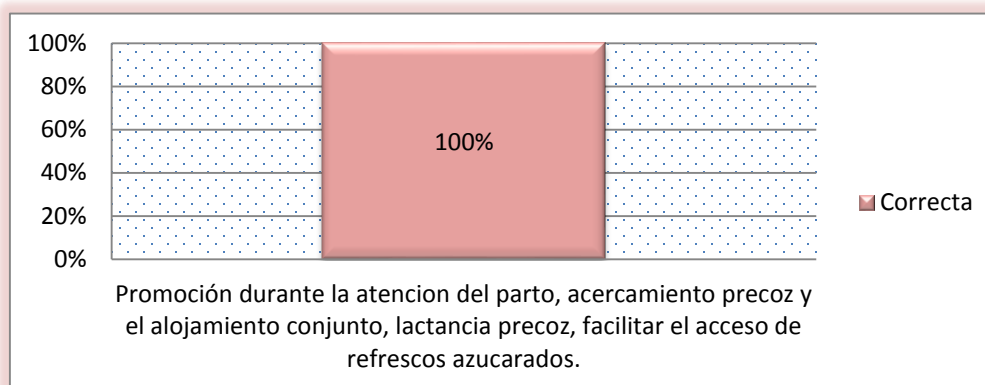 100%
80%
60%
40%
20%
0%
100%
Correcta
Promoción durante la atencion del parto, acercamiento precoz y
el alojamiento conjunto, lactancia precoz, facilitar el acceso de
refrescos azucarados.